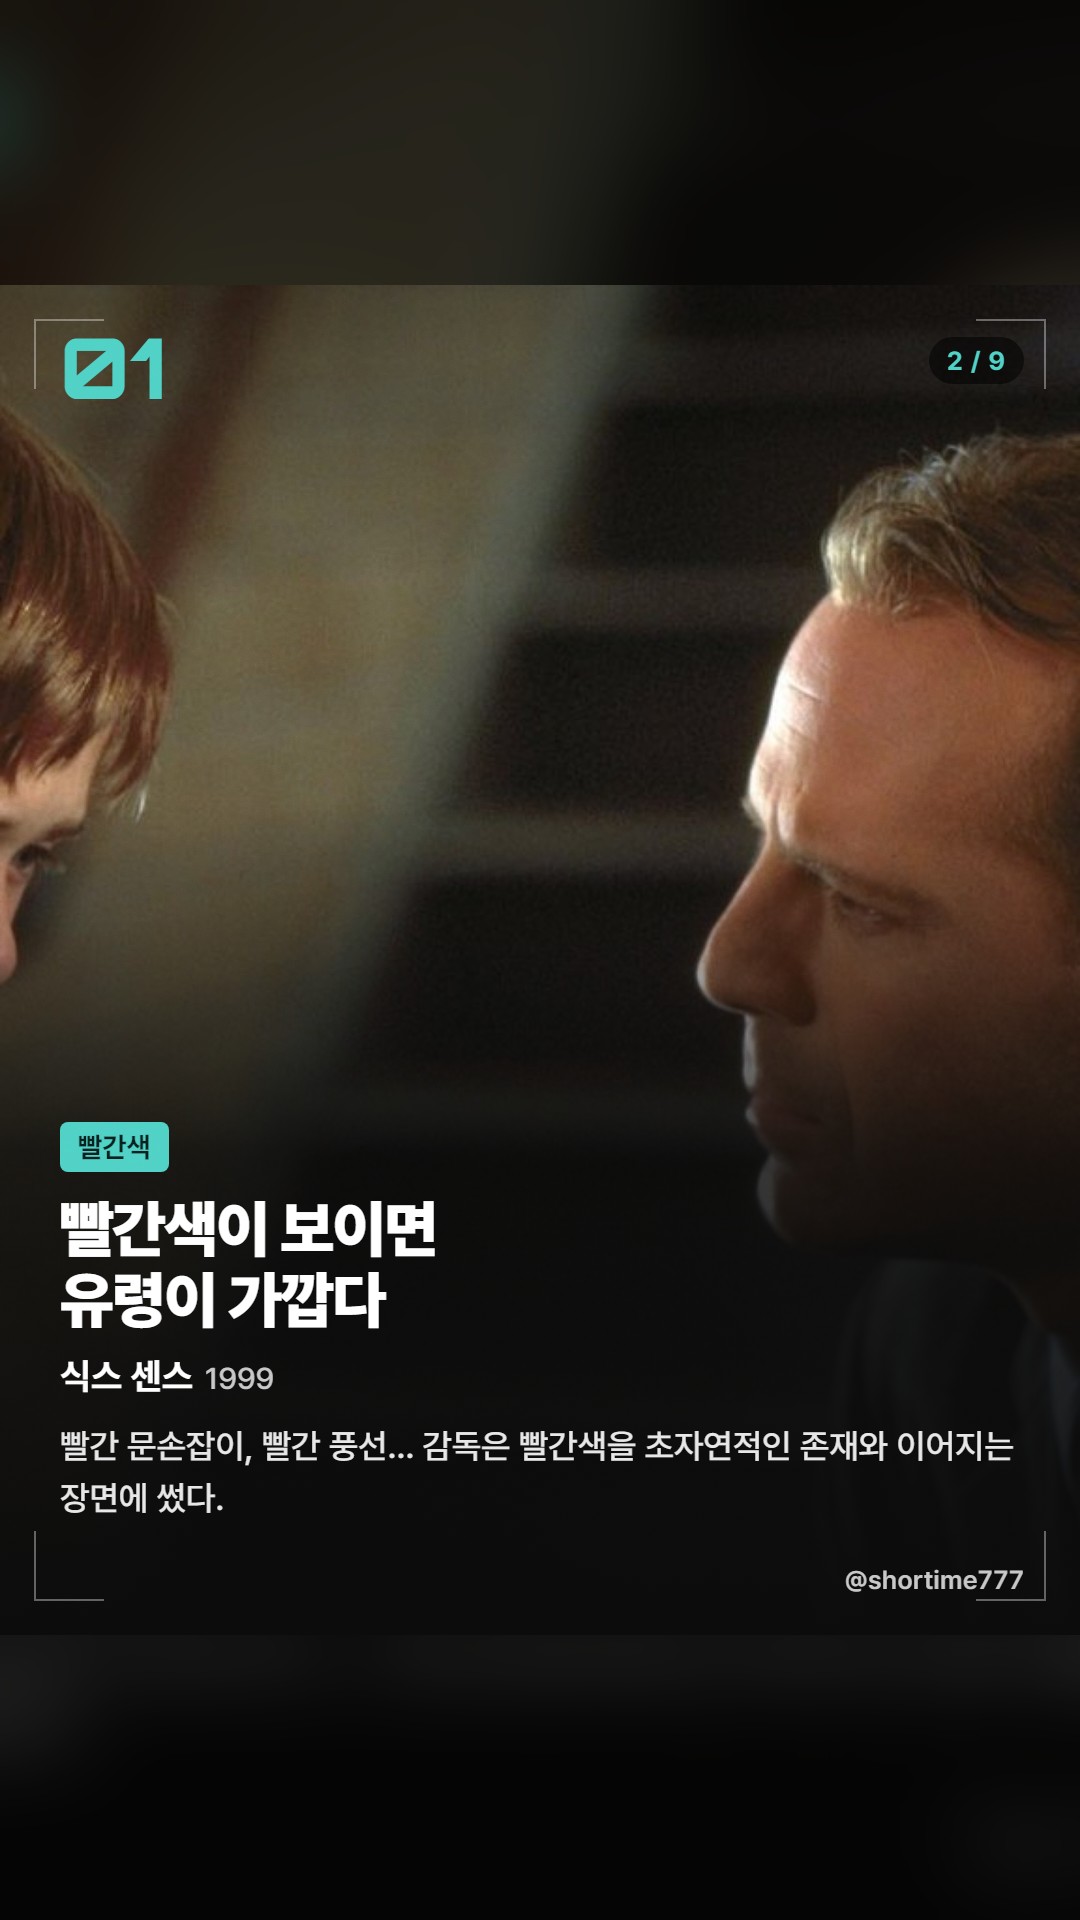 01
2 / 9
빨간색
빨간색이 보이면
유령이 가깝다
식스 센스 1999
빨간 문손잡이, 빨간 풍선... 감독은 빨간색을 초자연적인 존재와 이어지는
장면에 썼다.
@shortime777